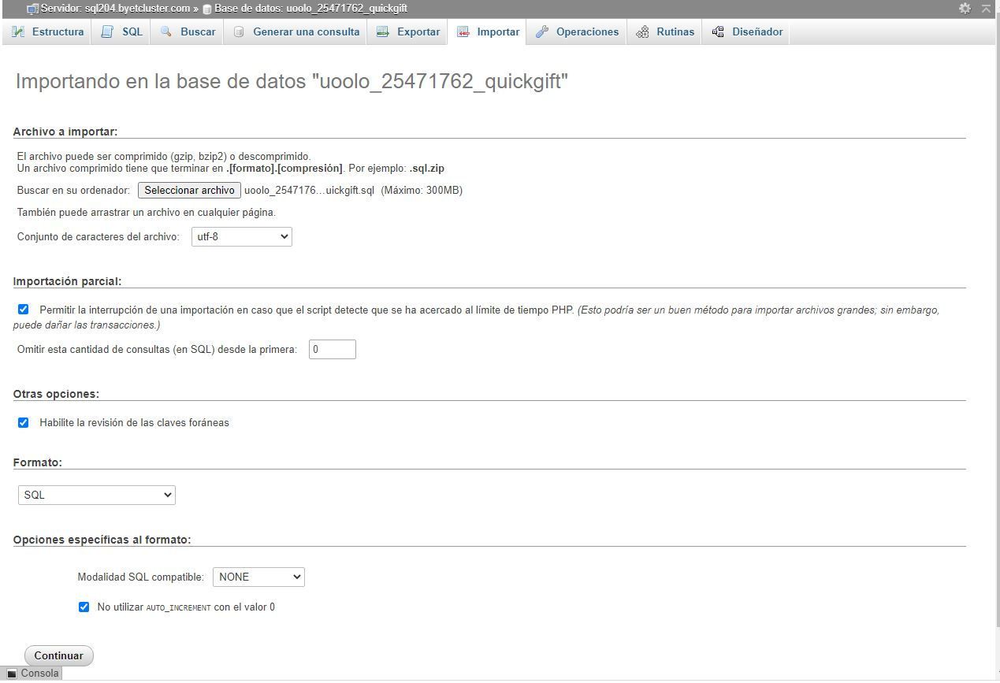 Servidor: sql204.byetcluster.com » Base de datos: uoolo_25471762_quickgift
Estructura SQL Buscar Generar una consulta Exportar Importar Operaciones Rutinas Diseñador
Importando en la base de datos "uoolo_25471762_quickgift"
Archivo a importar:
El archivo puede ser comprimido (gzip, bzip2) o descomprimido.
Un archivo comprimido tiene que terminar en .[formato].[compresión]. Por ejemplo: .sql.zip
Buscar en su ordenador: Seleccionar archivo uoolo_2547176...uickgift.sql (Máximo: 300MB)
También puede arrastrar un archivo en cualquier página.
Conjunto de caracteres del archivo: utf-8
Importación parcial:
Permitir la interrupción de una importación en caso que el script detecte que se ha acercado al límite de tiempo PHP. (Esto podría ser un buen método para importar archivos grandes; sin embargo,
puede dañar las transacciones.)
Omitir esta cantidad de consultas (en SQL) desde la primera: 0
Otras opciones:
Habilite la revisión de las claves foráneas
Formato:
SQL
Opciones específicas al formato:
Modalidad SQL compatible: NONE
No utilizar AUTO_INCREMENT con el valor 0
Continuar
Consola